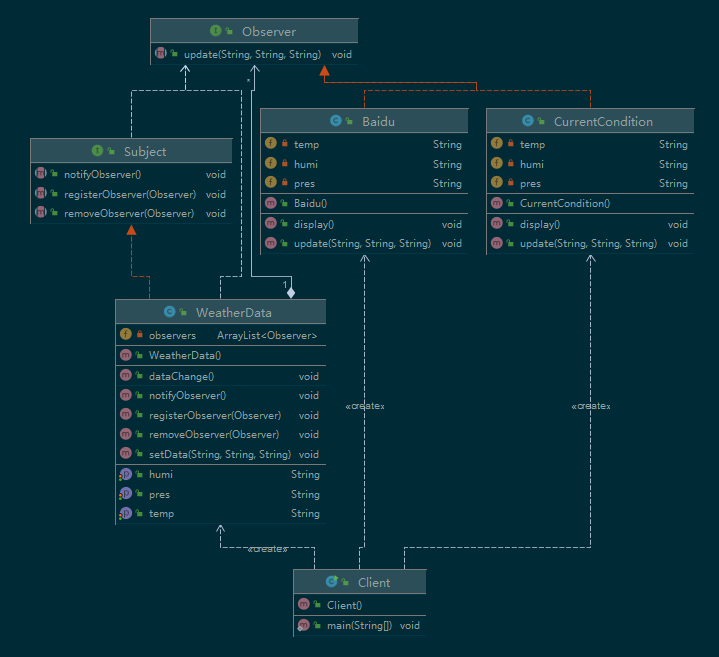 Observer
update(String, String, String) void
*
Subject
notifyObserver() void
registerObserver(Observer) void
removeObserver(Observer) void
Baidu
temp String
humi String
pres String
Baidu()
display() void
update(String, String, String) void
CurrentCondition
temp String
humi String
pres String
CurrentCondition()
display() void
update(String, String, String) void
1
WeatherData
observers ArrayList<Observer>
WeatherData()
dataChange() void
notifyObserver() void
registerObserver(Observer) void
removeObserver(Observer) void
setData(String, String, String) void
humi String
pres String
temp String
«create»
«create»
«create»
Client
Client()
main(String[]) void